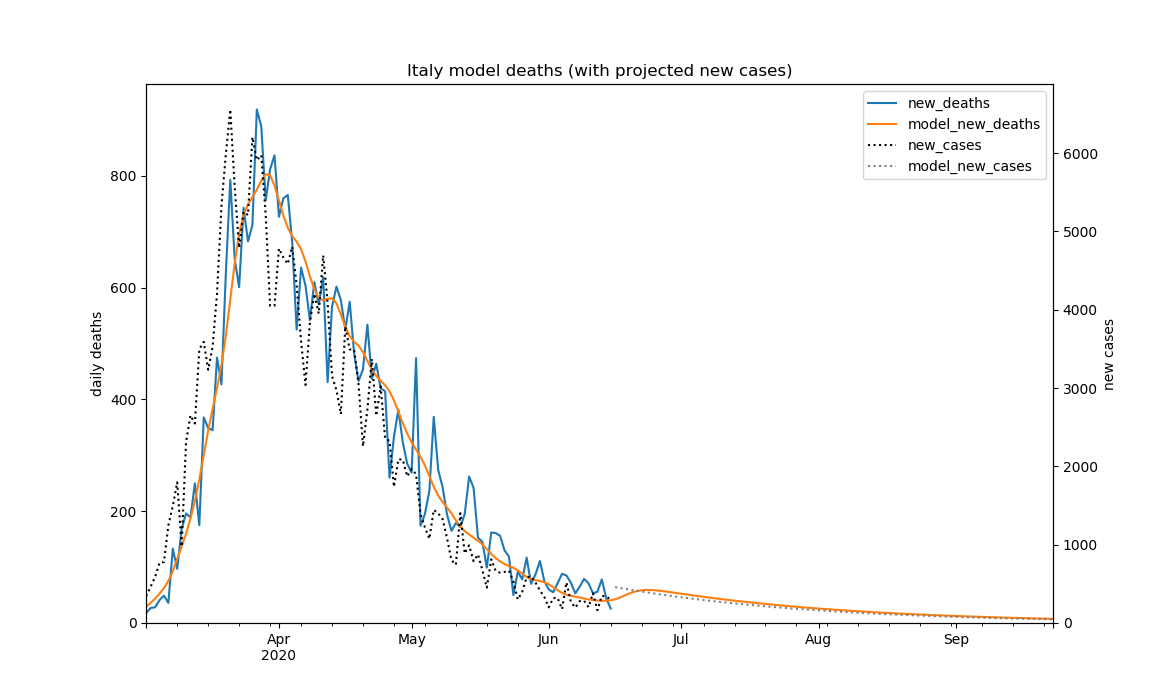 Italy model deaths (with projected new cases)
new_deaths
model_new_deaths
new_cases
model_new_cases
daily deaths
800
600
400
200
0
6000
5000
4000
3000
2000
1000
0
new cases
Apr
2020
May
Jun
Jul
Aug
Sep